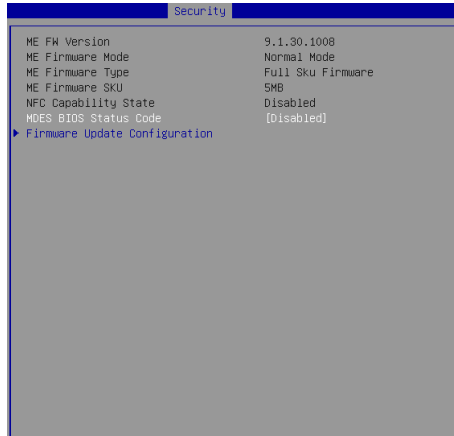 Security
ME FW Version 9.1.30.1008
ME Firmware Mode Normal Mode
ME Firmware Type Full Sku Firmware
ME Firmware SKU 5MB
NFC Capability State Disabled
MDES BIOS Status Code [Disabled]
Firmware Update Configuration